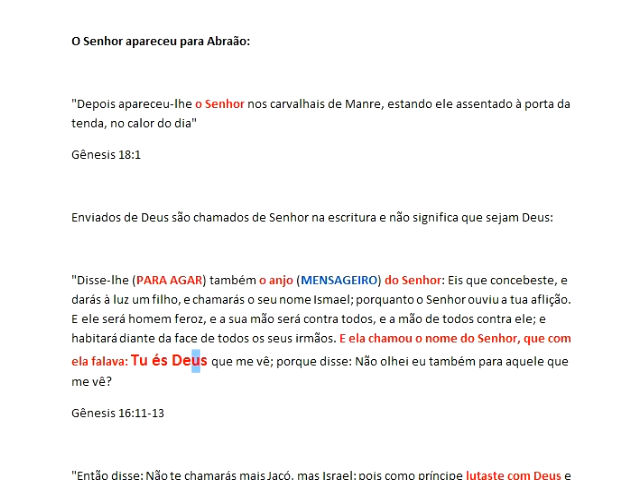 O Senhor apareceu para Abraão:
"Depois apareceu-lhe o Senhor nos carvalhais de Manre, estando ele assentado à porta da
tenda, no calor do dia"
Gênesis 18:1
Enviados de Deus são chamados de Senhor na escritura e não significa que sejam Deus:
"Disse-lhe (PARA AGAR) também o anjo (MENSAGEIRO) do Senhor: Eis que concebeste, e
darás à luz um filho, e chamarás o seu nome Ismael; porquanto o Senhor ouviu a tua aflição.
E ele será homem feroz, e a sua mão será contra todos, e a mão de todos contra ele; e
habitará diante da face de todos os seus irmãos. E ela chamou o nome do Senhor, que com
ela falava: Tu és Deus que me vê; porque disse: Não olhei eu também para aquele que
me vê?
Gênesis 16:11-13
"Então disse: Não te chamarás mais Jacó, mas Israel; pois como príncipe lutaste com Deus e